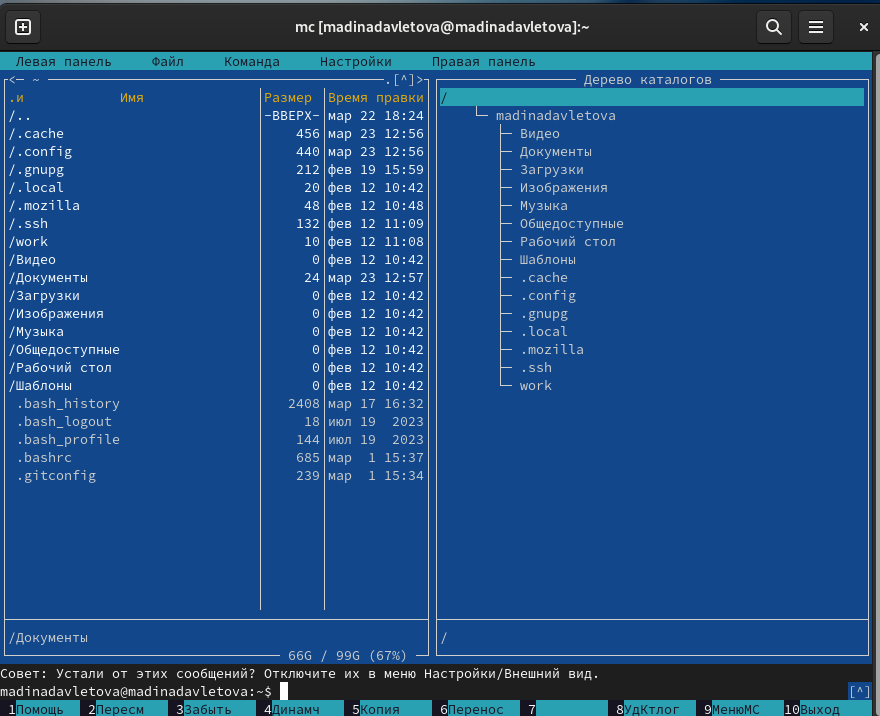 mc [madinadavletova@madinadavletova]:~
Левая панель Файл Команда Настройки Правая панель
<─ ~ .[^]> Дерево каталогов
.и Имя Размер Время правки /
/.. -ВВЕРХ- мар 22 18:24 madinadavletova
/.cache 456 мар 23 12:56 Видео
/.config 440 мар 23 12:56 Документы
/.gnupg 212 фев 19 15:59 Загрузки
/.local 20 фев 12 10:42 Изображения
/.mozilla 48 фев 12 10:48 Музыка
/.ssh 132 фев 12 11:09 Общедоступные
/work 10 фев 12 11:08 Рабочий стол
/Видео 0 фев 12 10:42 Шаблоны
/Документы 24 мар 23 12:57 .cache
/Загрузки 0 фев 12 10:42 .config
/Изображения 0 фев 12 10:42 .gnupg
/Музыка 0 фев 12 10:42 .local
/Общедоступные 0 фев 12 10:42 .mozilla
/Рабочий стол 0 фев 12 10:42 .ssh
/Шаблоны 0 фев 12 10:42 work
.bash_history 2408 мар 17 16:32
.bash_logout 18 июл 19 2023
.bash_profile 144 июл 19 2023
.bashrc 685 мар 1 15:37
.gitconfig 239 мар 1 15:34
/Документы /
66G / 99G (67%)
Совет: Устали от этих сообщений? Отключите их в меню Настройки/Внешний вид.
madinadavletova@madinadavletova:~$ [^]
1Помощь 2Пересм 3Забыть 4Динамч 5Копия 6Перенос 7 8УдКтлог 9МенюMC 10Выход